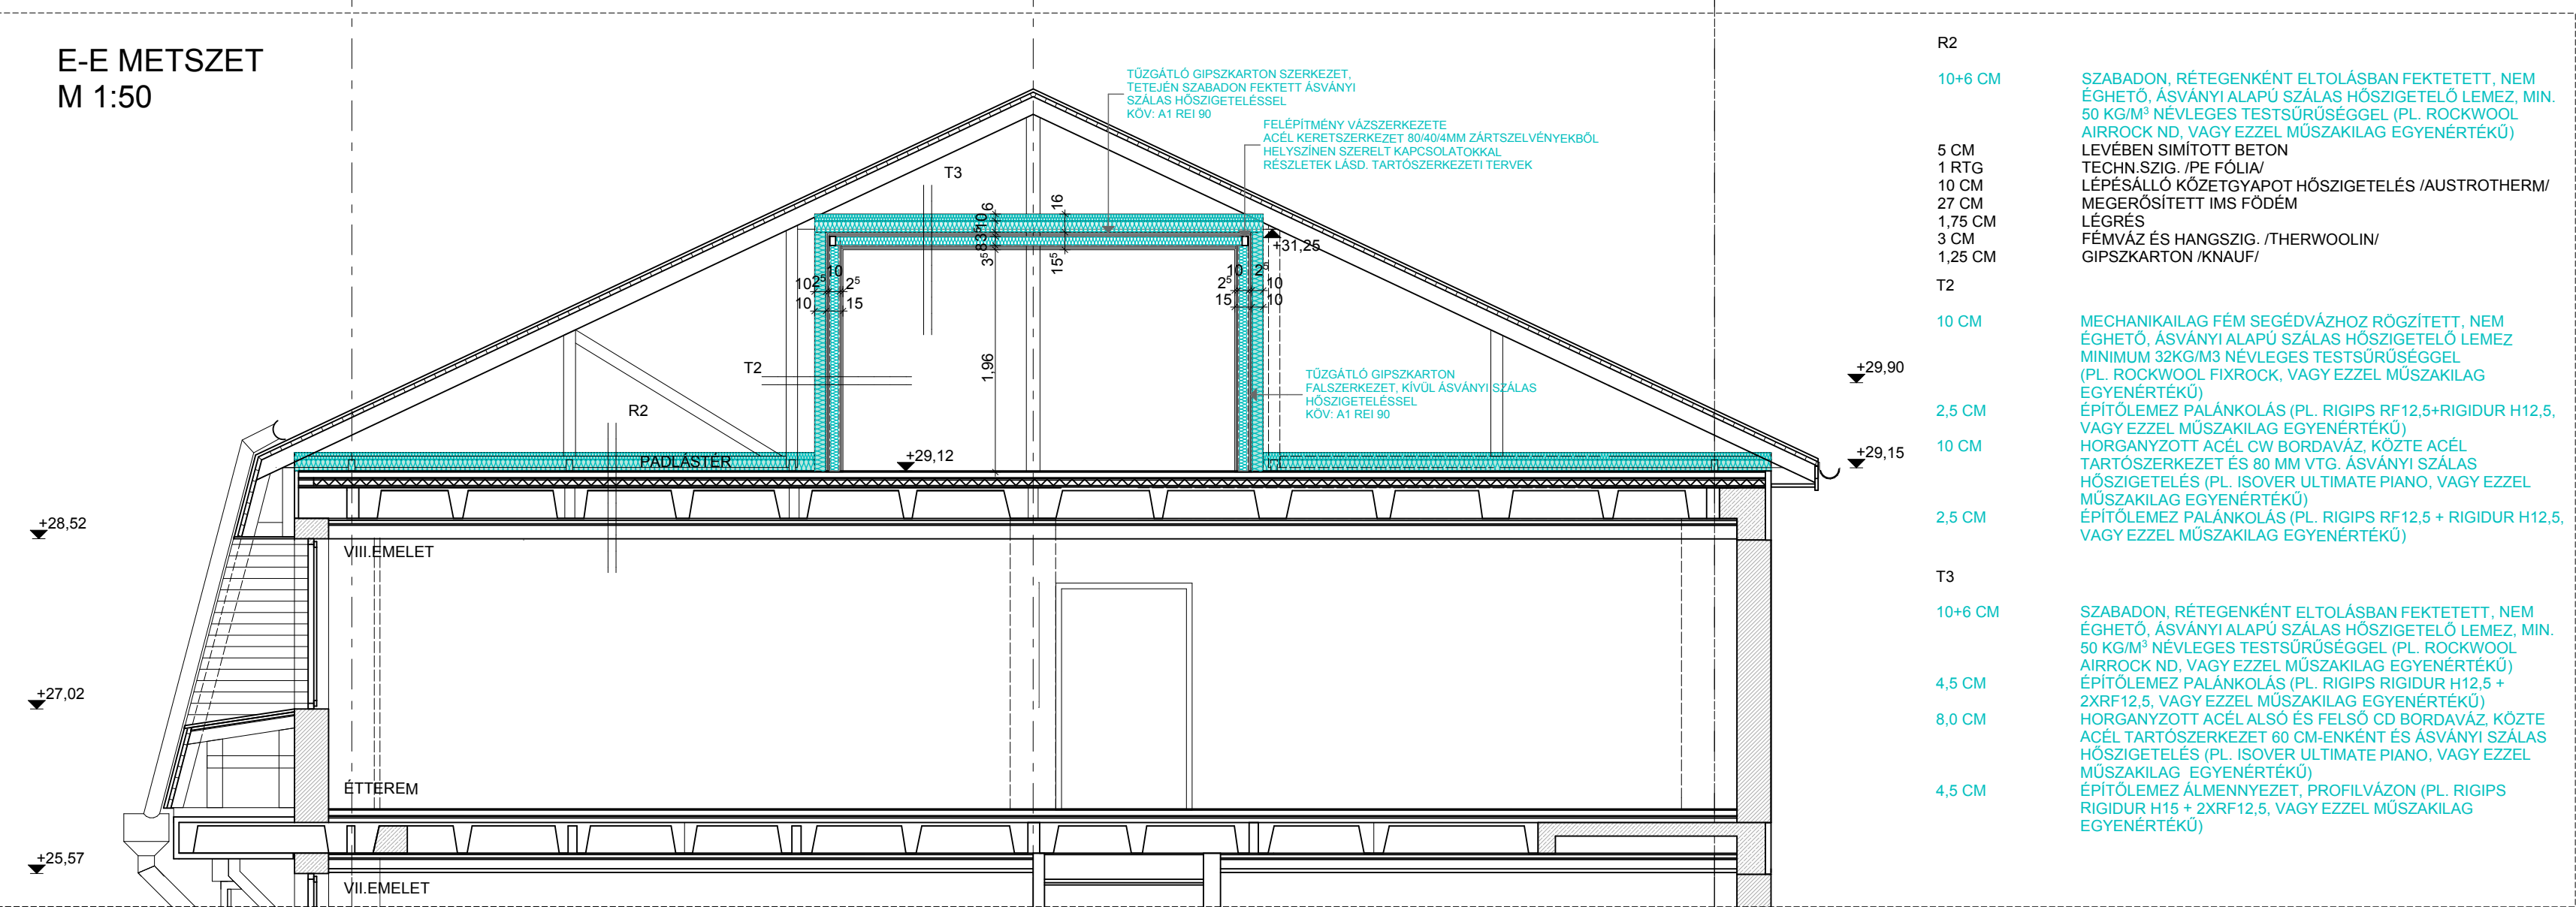 E-E METSZET
M 1:50
TŰZGÁTLÓ GIPSZKARTON SZERKEZET,
TETEJÉN SZABADON FEKTETT ÁSVÁNYI
SZÁLAS HŐSZIGETELÉSSEL
KÖV: A1 REI 90
FELÉPÍTMÉNY VÁZSZERKEZETE
ACÉL KERETSZERKEZET 80/40/4MM ZÁRTSZELVÉNYEKBŐL
HELYSZÍNEN SZERELT KAPCSOLATOKKAL
RÉSZLETEK LÁSD. TARTÓSZERKEZETI TERVEK
T3
16
+31,25
3⁵
15⁵
10
2⁵
10
2⁵
10
15
10
2⁵
2⁵
10
15
10
1,96
T2
TŰZGÁTLÓ GIPSZKARTON
FALSZERKEZET, KÍVÜL ÁSVÁNYI SZÁLAS
HŐSZIGETELÉSSEL
KÖV: A1 REI 90
R2
PADLÁSTÉR
+29,12
+29,90
+29,15
+28,52
VIII.EMELET
+27,02
ÉTTEREM
+25,57
VII.EMELET
R2
10+6 CM SZABADON, RÉTEGENKÉNT ELTOLÁSBAN FEKTETETT, NEM
ÉGHETŐ, ÁSVÁNYI ALAPÚ SZÁLAS HŐSZIGETELŐ LEMEZ, MIN.
50 KG/M³ NÉVLEGES TESTSŰRŰSÉGGEL (PL. ROCKWOOL
AIRROCK ND, VAGY EZZEL MŰSZAKILAG EGYENÉRTÉKŰ)
5 CM LEVÉBEN SIMÍTOTT BETON
1 RTG TECHN.SZIG. /PE FÓLIA/
10 CM LÉPÉSÁLLÓ KŐZETGYAPOT HŐSZIGETELÉS /AUSTROTHERM/
27 CM MEGERŐSÍTETT IMS FÖDÉM
1,75 CM LÉGRÉS
3 CM FÉMVÁZ ÉS HANGSZIG. /THERWOOLIN/
1,25 CM GIPSZKARTON /KNAUF/
T2
10 CM MECHANIKAILAG FÉM SEGÉDVÁZHOZ RÖGZÍTETT, NEM
ÉGHETŐ, ÁSVÁNYI ALAPÚ SZÁLAS HŐSZIGETELŐ LEMEZ
MINIMUM 32KG/M3 NÉVLEGES TESTSŰRŰSÉGGEL
(PL. ROCKWOOL FIXROCK, VAGY EZZEL MŰSZAKILAG
EGYENÉRTÉKŰ)
2,5 CM ÉPÍTŐLEMEZ PALÁNKOLÁS (PL. RIGIPS RF12,5+RIGIDUR H12,5,
VAGY EZZEL MŰSZAKILAG EGYENÉRTÉKŰ)
10 CM HORGANYZOTT ACÉL CW BORDAVÁZ, KÖZTE ACÉL
TARTÓSZERKEZET ÉS 80 MM VTG. ÁSVÁNYI SZÁLAS
HŐSZIGETELÉS (PL. ISOVER ULTIMATE PIANO, VAGY EZZEL
MŰSZAKILAG EGYENÉRTÉKŰ)
2,5 CM ÉPÍTŐLEMEZ PALÁNKOLÁS (PL. RIGIPS RF12,5 + RIGIDUR H12,5,
VAGY EZZEL MŰSZAKILAG EGYENÉRTÉKŰ)
T3
10+6 CM SZABADON, RÉTEGENKÉNT ELTOLÁSBAN FEKTETETT, NEM
ÉGHETŐ, ÁSVÁNYI ALAPÚ SZÁLAS HŐSZIGETELŐ LEMEZ, MIN.
50 KG/M³ NÉVLEGES TESTSŰRŰSÉGGEL (PL. ROCKWOOL
AIRROCK ND, VAGY EZZEL MŰSZAKILAG EGYENÉRTÉKŰ)
4,5 CM ÉPÍTŐLEMEZ PALÁNKOLÁS (PL. RIGIPS RIGIDUR H12,5 +
2XRF12,5, VAGY EZZEL MŰSZAKILAG EGYENÉRTÉKŰ)
8,0 CM HORGANYZOTT ACÉL ALSÓ ÉS FELSŐ CD BORDAVÁZ, KÖZTE
ACÉL TARTÓSZERKEZET 60 CM-ENKÉNT ÉS ÁSVÁNYI SZÁLAS
HŐSZIGETELÉS (PL. ISOVER ULTIMATE PIANO, VAGY EZZEL
MŰSZAKILAG EGYENÉRTÉKŰ)
4,5 CM ÉPÍTŐLEMEZ ÁLMENNYEZET, PROFILVÁZON (PL. RIGIPS
RIGIDUR H15 + 2XRF12,5, VAGY EZZEL MŰSZAKILAG
EGYENÉRTÉKŰ)